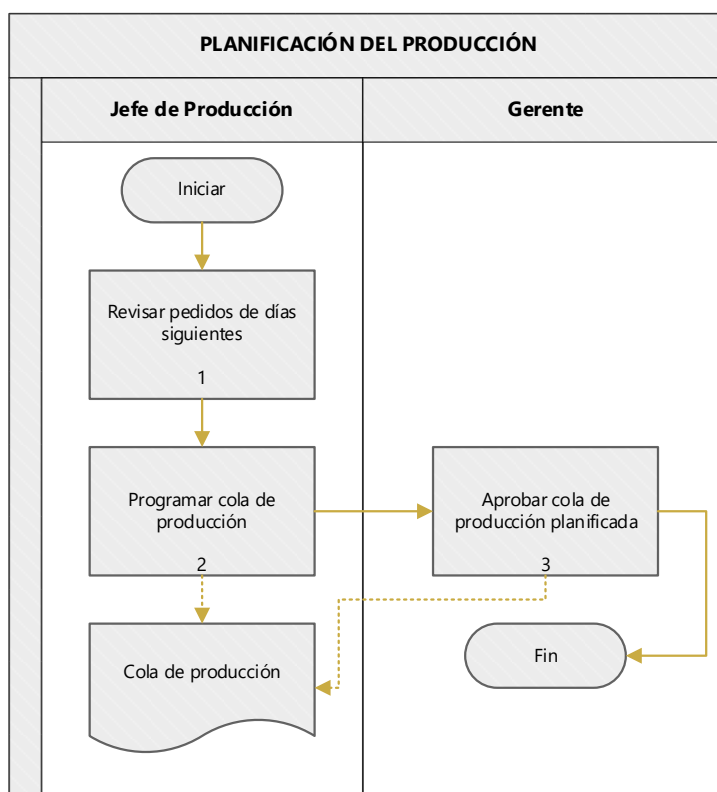 PLANIFICACIÓN DEL PRODUCCIÓN
Jefe de Producción
Gerente
Iniciar
Revisar pedidos de días
siguientes
1
Programar cola de
producción
2
Aprobar cola de
producción planificada
3
Cola de producción
Fin